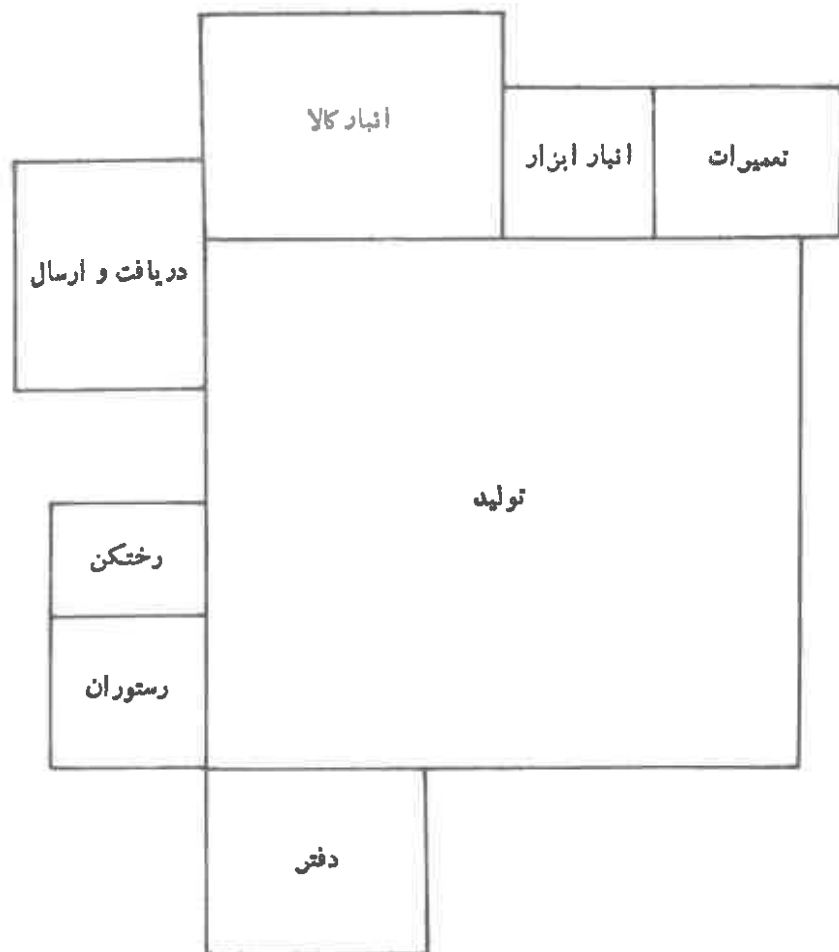 انبار کالا
تعمیرات
انبار ابزار
دریافت و ارسال
تولید
رختکن
رستوران
دفتر